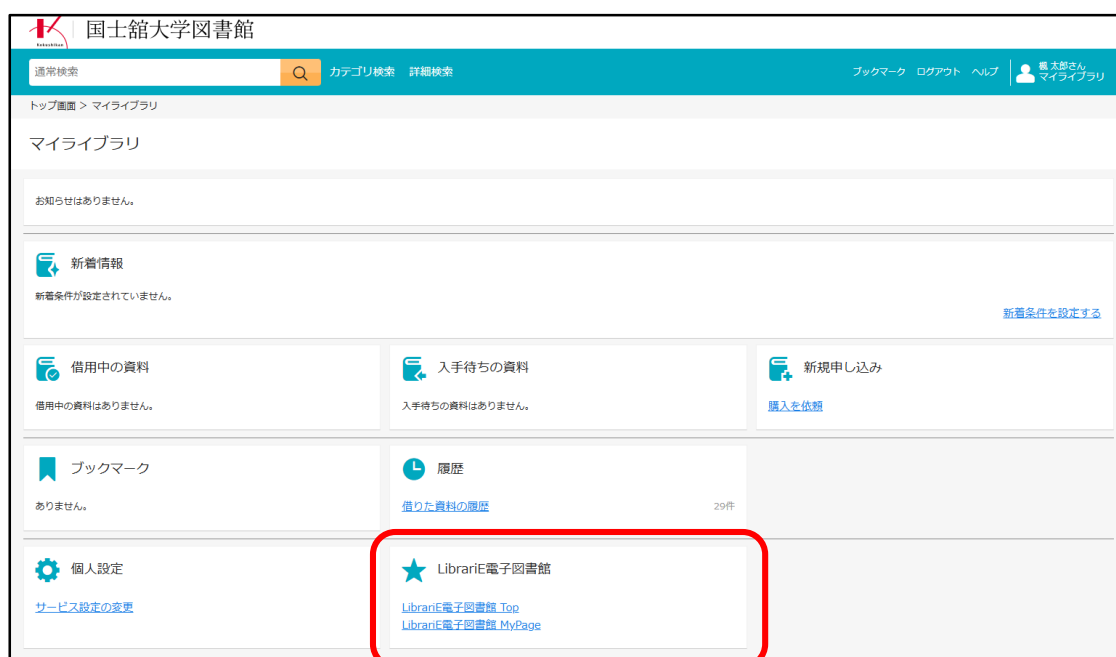 Kokushikan
国士舘大学図書館
通常検索 カテゴリ検索 詳細検索 ブックマーク ログアウト ヘルプ 楓 太郎さん
マイライブラリ
トップ画面 > マイライブラリ
マイライブラリ
お知らせはありません。
新着情報
新着条件が設定されていません。
新着条件を設定する
借用中の資料 入手待ちの資料 新規申し込み
借用中の資料はありません。 入手待ちの資料はありません。 購入を依頼
ブックマーク 履歴
ありません。 借りた資料の履歴 29件
個人設定 LibrariE電子図書館
サービス設定の変更 LibrariE電子図書館 Top
LibrariE電子図書館 MyPage